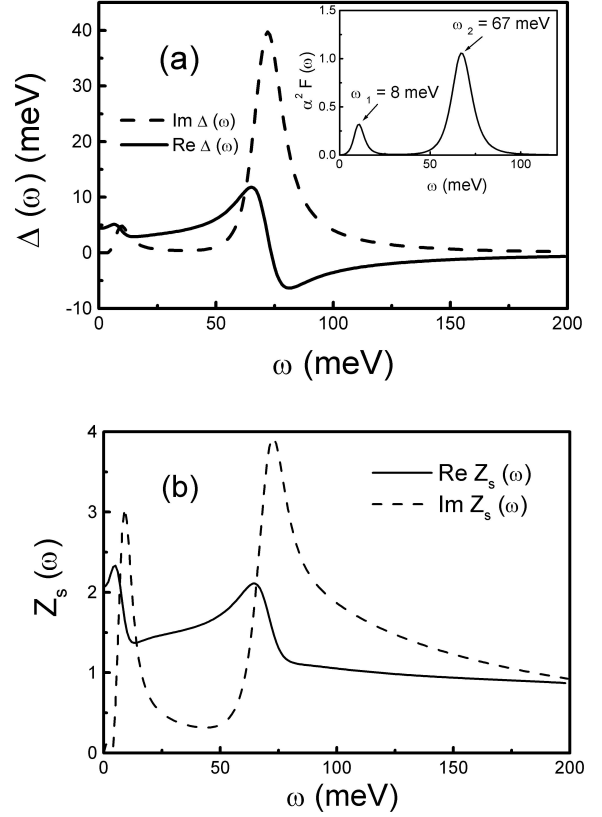 (a)
Δ (ω) (meV)
40
30
20
10
0
-10
Im Δ (ω)
Re Δ (ω)
α² F (ω)
1.5
1.0
0.5
0.0
ω₂ = 67 meV
ω₁ = 8 meV
0 50 100
ω (meV)
0 50 100 150 200
ω (meV)
(b)
Zₛ (ω)
4
3
2
1
0
Re Zₛ (ω)
Im Zₛ (ω)
0 50 100 150 200
ω (meV)